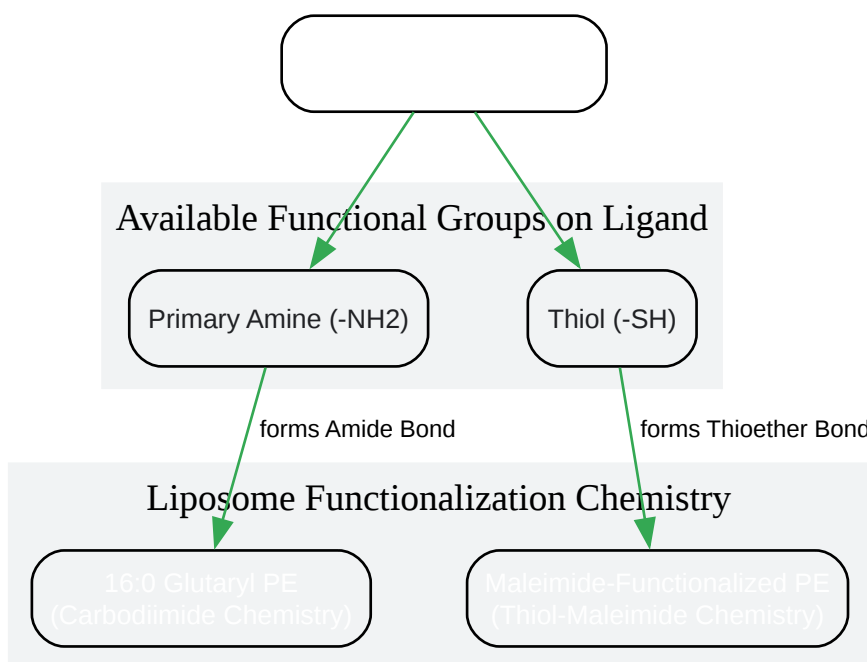 Available Functional Groups on Ligand
Primary Amine (-NH2)
Thiol (-SH)
forms Amide Bond
forms Thioether Bond
Liposome Functionalization Chemistry
16:0 Glutaryl PE
(Carbodiimide Chemistry)
Maleimide-Functionalized PE
(Thiol-Maleimide Chemistry)